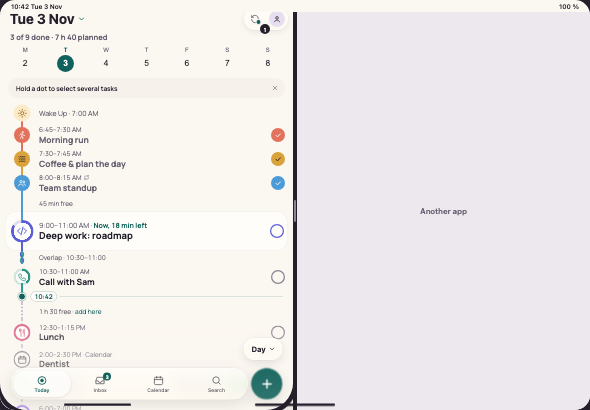 10:42 Tue 3 Nov
100 %
Tue 3 Nov
1
3 of 9 done · 7 h 40 planned
M T W T F S S
2 3 4 5 6 7 8
Hold a dot to select several tasks
Wake Up · 7:00 AM
6:45–7:30 AM
Morning run
7:30–7:45 AM
Coffee & plan the day
8:00–8:15 AM
Team standup
45 min free
9:00–11:00 AM · Now, 18 min left
Deep work: roadmap
Overlap · 10:30–11:00
10:30–11:00 AM
Call with Sam
10:42
1 h 30 free · add here
12:30–1:15 PM
Lunch
Day
2:00–2:30 PM · Calendar
Dentist
Today
Inbox
Calendar
Search
6:00–7:00 PM
Another app